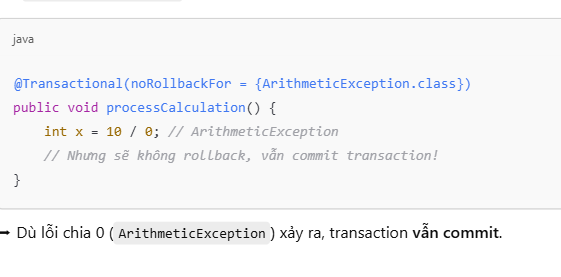 java
@Transactional(noRollbackFor = {ArithmeticException.class})
public void processCalculation() {
    int x = 10 / 0; // ArithmeticException
    // Nhưng sẽ không rollback, vẫn commit transaction!
}
➡ Dù lỗi chia 0 (ArithmeticException) xảy ra, transaction vẫn commit.